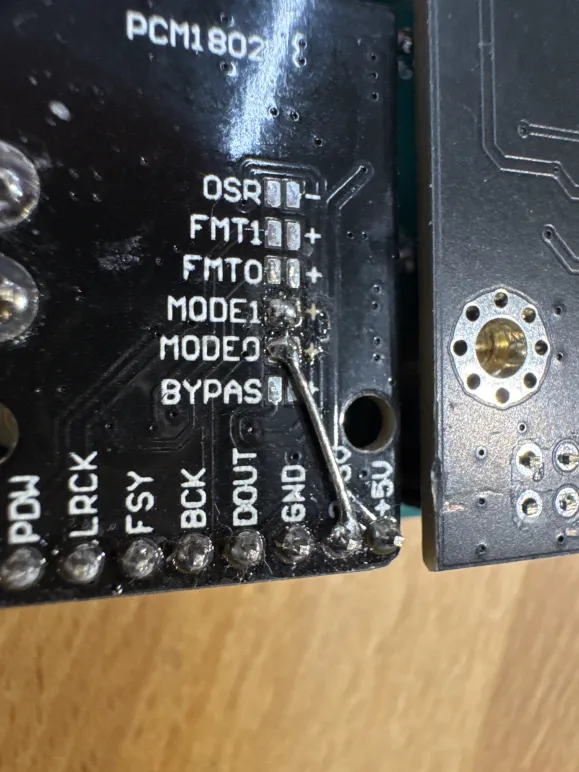 PCM1802
OSR -
FMT1 +
FMT0 +
MODE1 +
MODE0 +
BYPAS +
PDW
LRCK
FSY
BCK
DOUT
GND
+5V